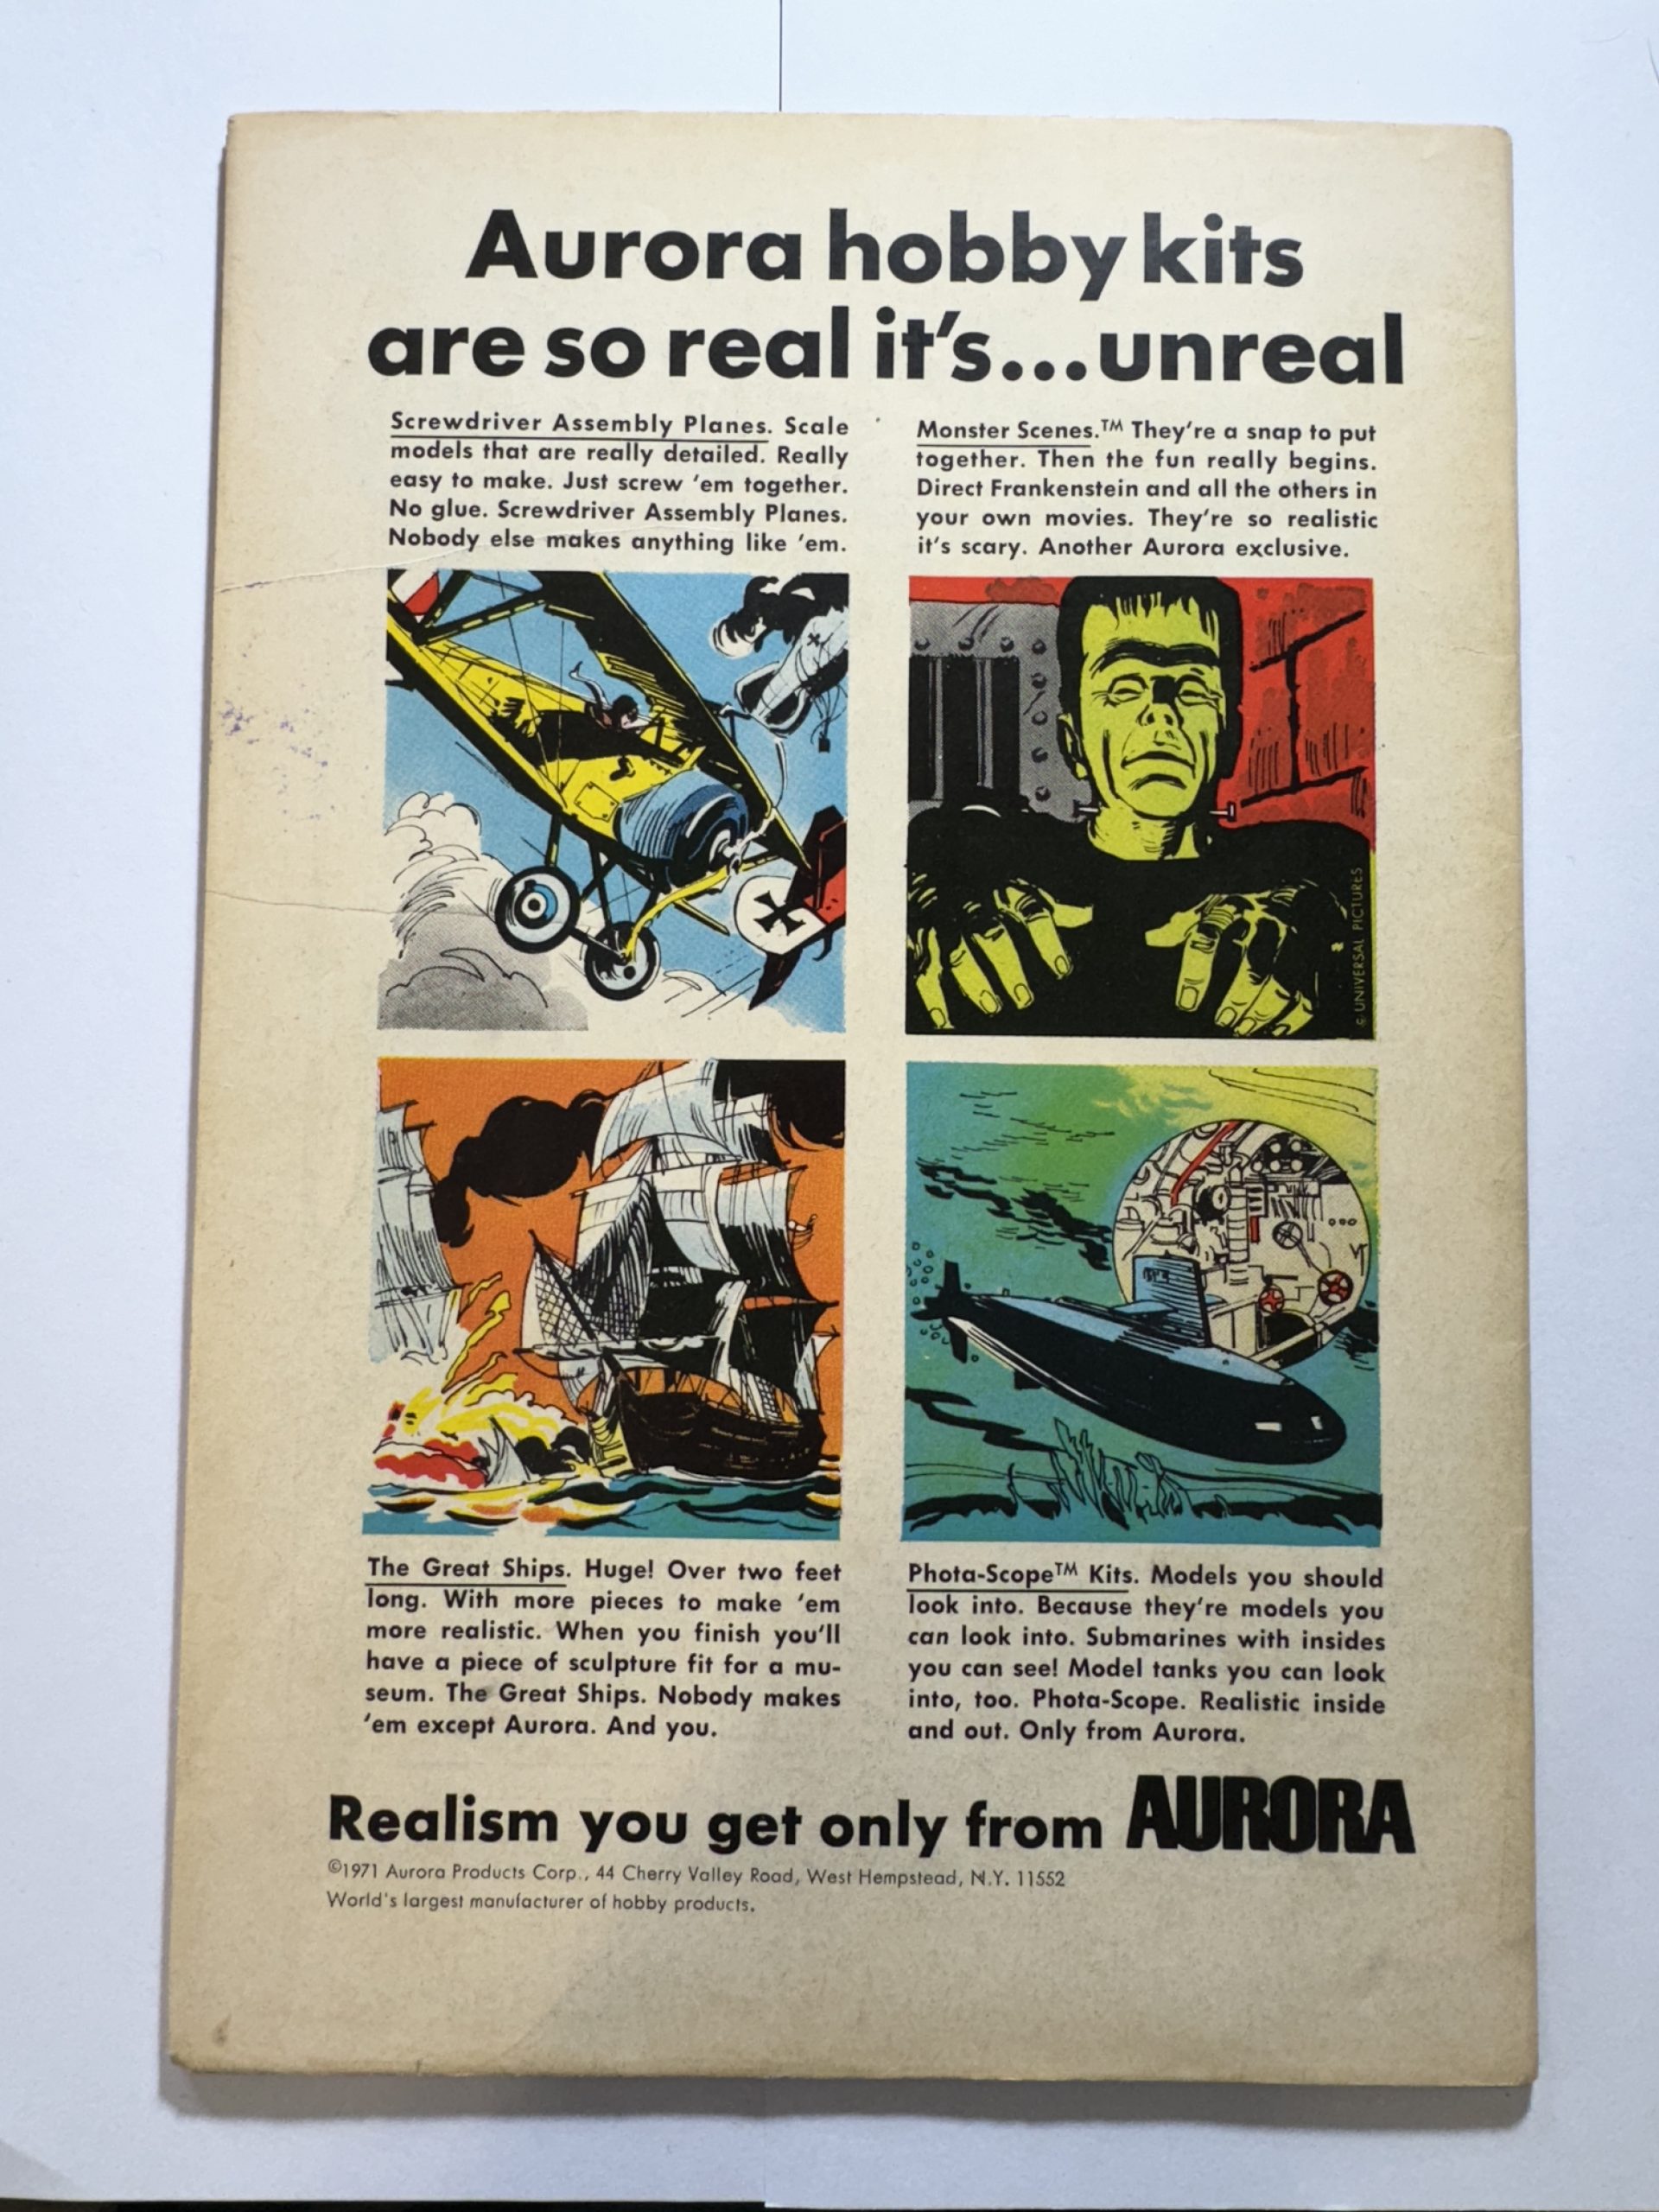 Aurora hobby kits
are so real it's...unreal
Screwdriver Assembly Planes. Scale
models that are really detailed. Really
easy to make. Just screw 'em together.
No glue. Screwdriver Assembly Planes.
Nobody else makes anything like 'em.
Monster Scenes.™ They're a snap to put
together. Then the fun really begins.
Direct Frankenstein and all the others in
your own movies. They're so realistic
it's scary. Another Aurora exclusive.
© UNIVERSAL PICTURES
The Great Ships. Huge! Over two feet
long. With more pieces to make 'em
more realistic. When you finish you'll
have a piece of sculpture fit for a mu-
seum. The Great Ships. Nobody makes
'em except Aurora. And you.
Phota-Scope™ Kits. Models you should
look into. Because they're models you
can look into. Submarines with insides
you can see! Model tanks you can look
into, too. Phota-Scope. Realistic inside
and out. Only from Aurora.
Realism you get only from AURORA
©1971 Aurora Products Corp., 44 Cherry Valley Road, West Hempstead, N.Y. 11552
World's largest manufacturer of hobby products.